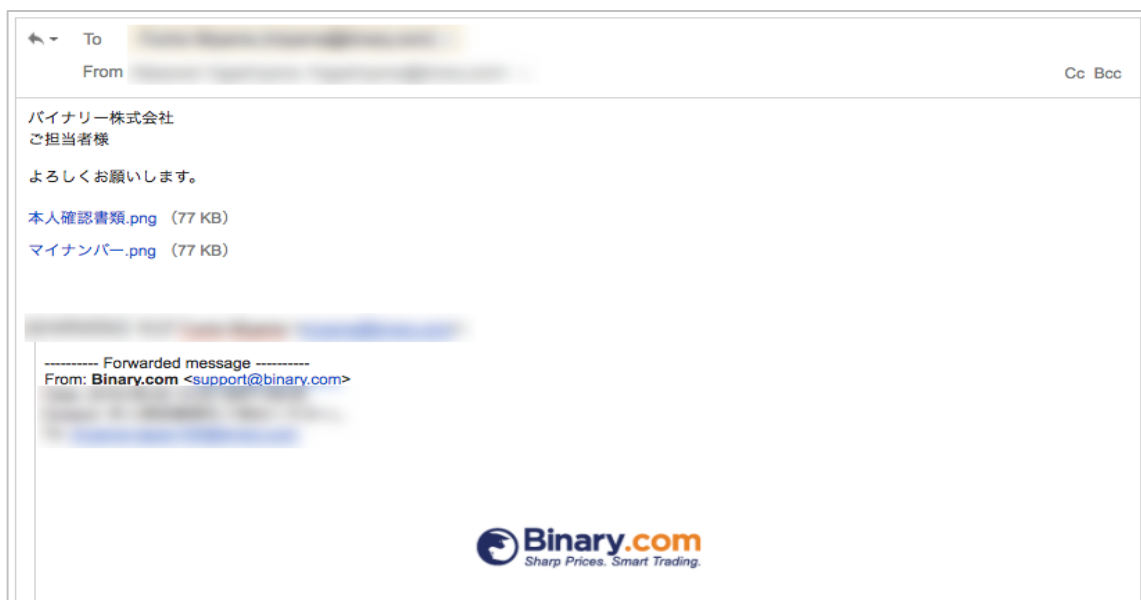 To
From
Cc Bcc
バイナリー株式会社
ご担当者様
よろしくお願いします。
本人確認書類.png （77 KB）
マイナンバー.png （77 KB）
---------- Forwarded message ----------
From: Binary.com <support@binary.com>
Binary.com
Sharp Prices. Smart Trading.